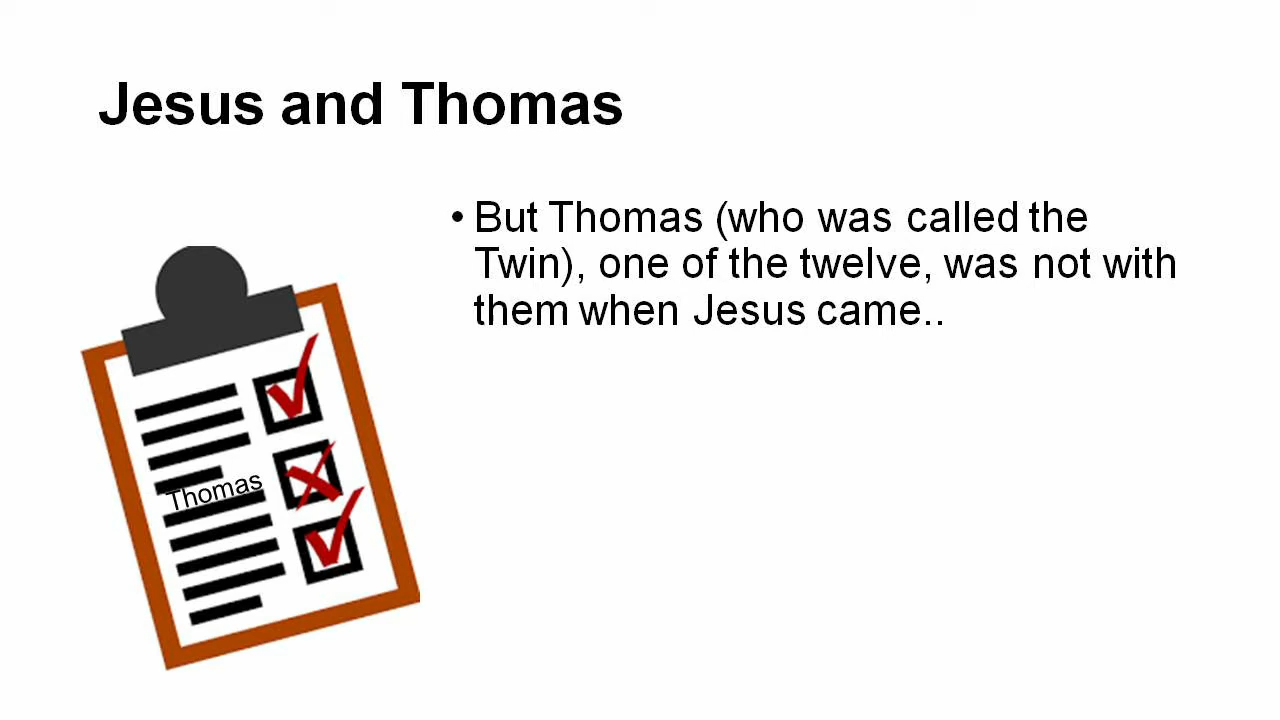 Jesus and Thomas
• But Thomas (who was called the
Twin), one of the twelve, was not with
them when Jesus came..
Thomas